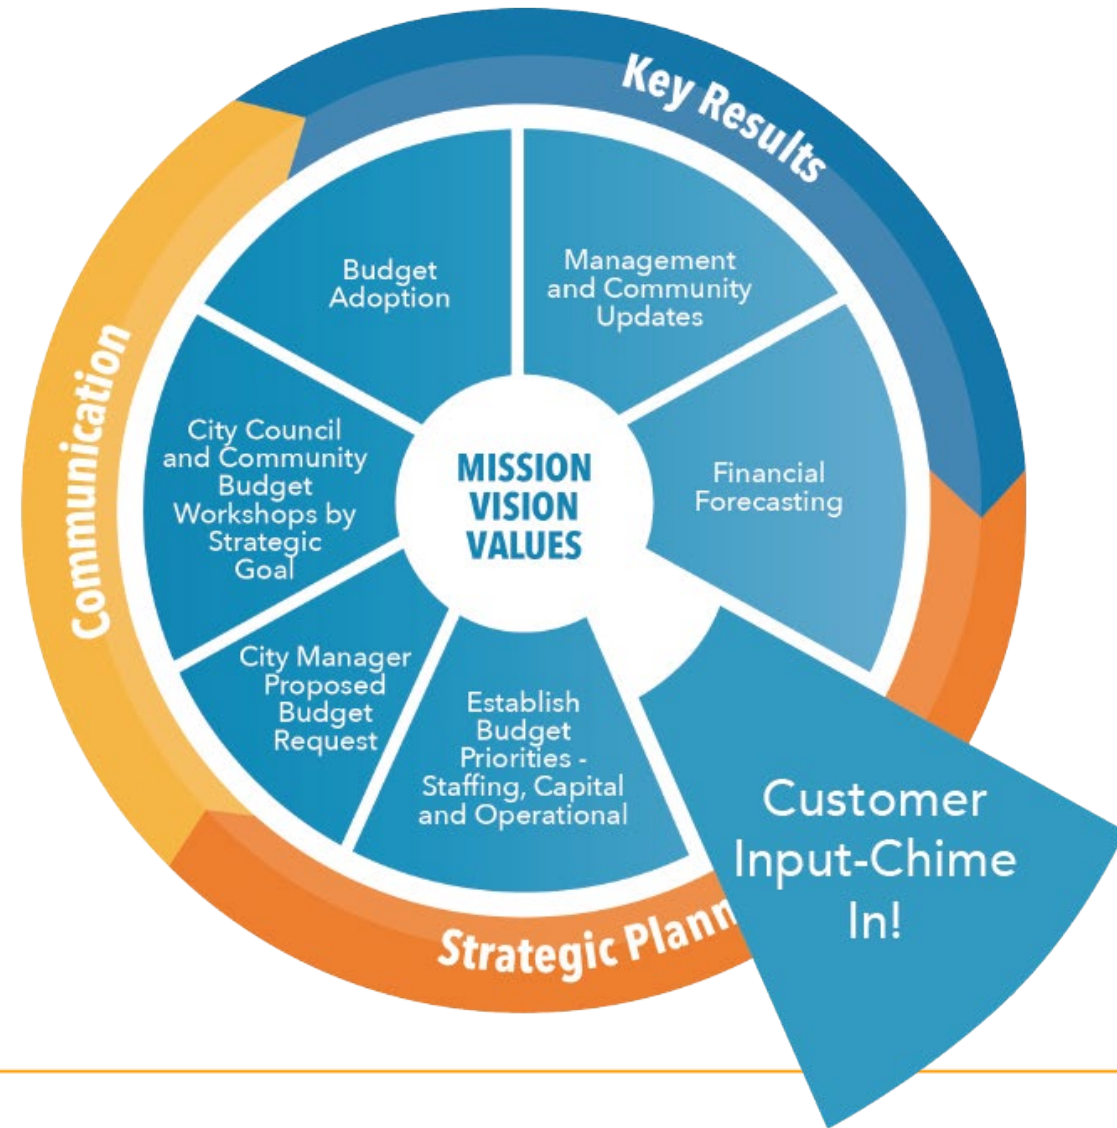 Key Results
Management
and Community
Updates
Financial
Forecasting
Customer
Input-Chime
In!
Strategic Plann
Establish
Budget
Priorities -
Staffing, Capital
and Operational
City Manager
Proposed
Budget
Request
Communication
City Council
and Community
Budget
Workshops by
Strategic
Goal
Budget
Adoption
MISSION
VISION
VALUES